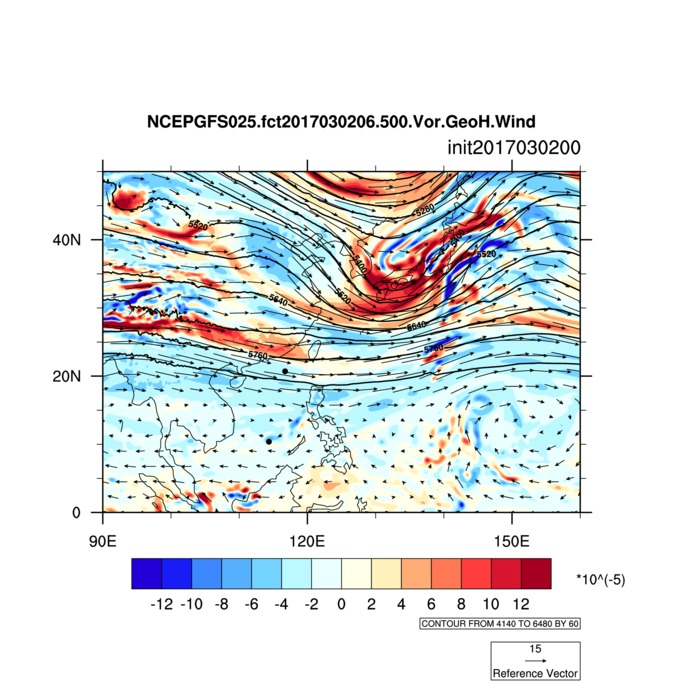 NCEPGFS025.fct2017030206.500.Vor.GeoH.Wind
init2017030200
5280
5520
5400
5520
40N
5640
5520
5640
5760
5760
20N
0
90E 120E 150E
-12 -10 -8 -6 -4 -2 0 2 4 6 8 10 12
*10^(-5)
CONTOUR FROM 4140 TO 6480 BY 60
15
Reference Vector